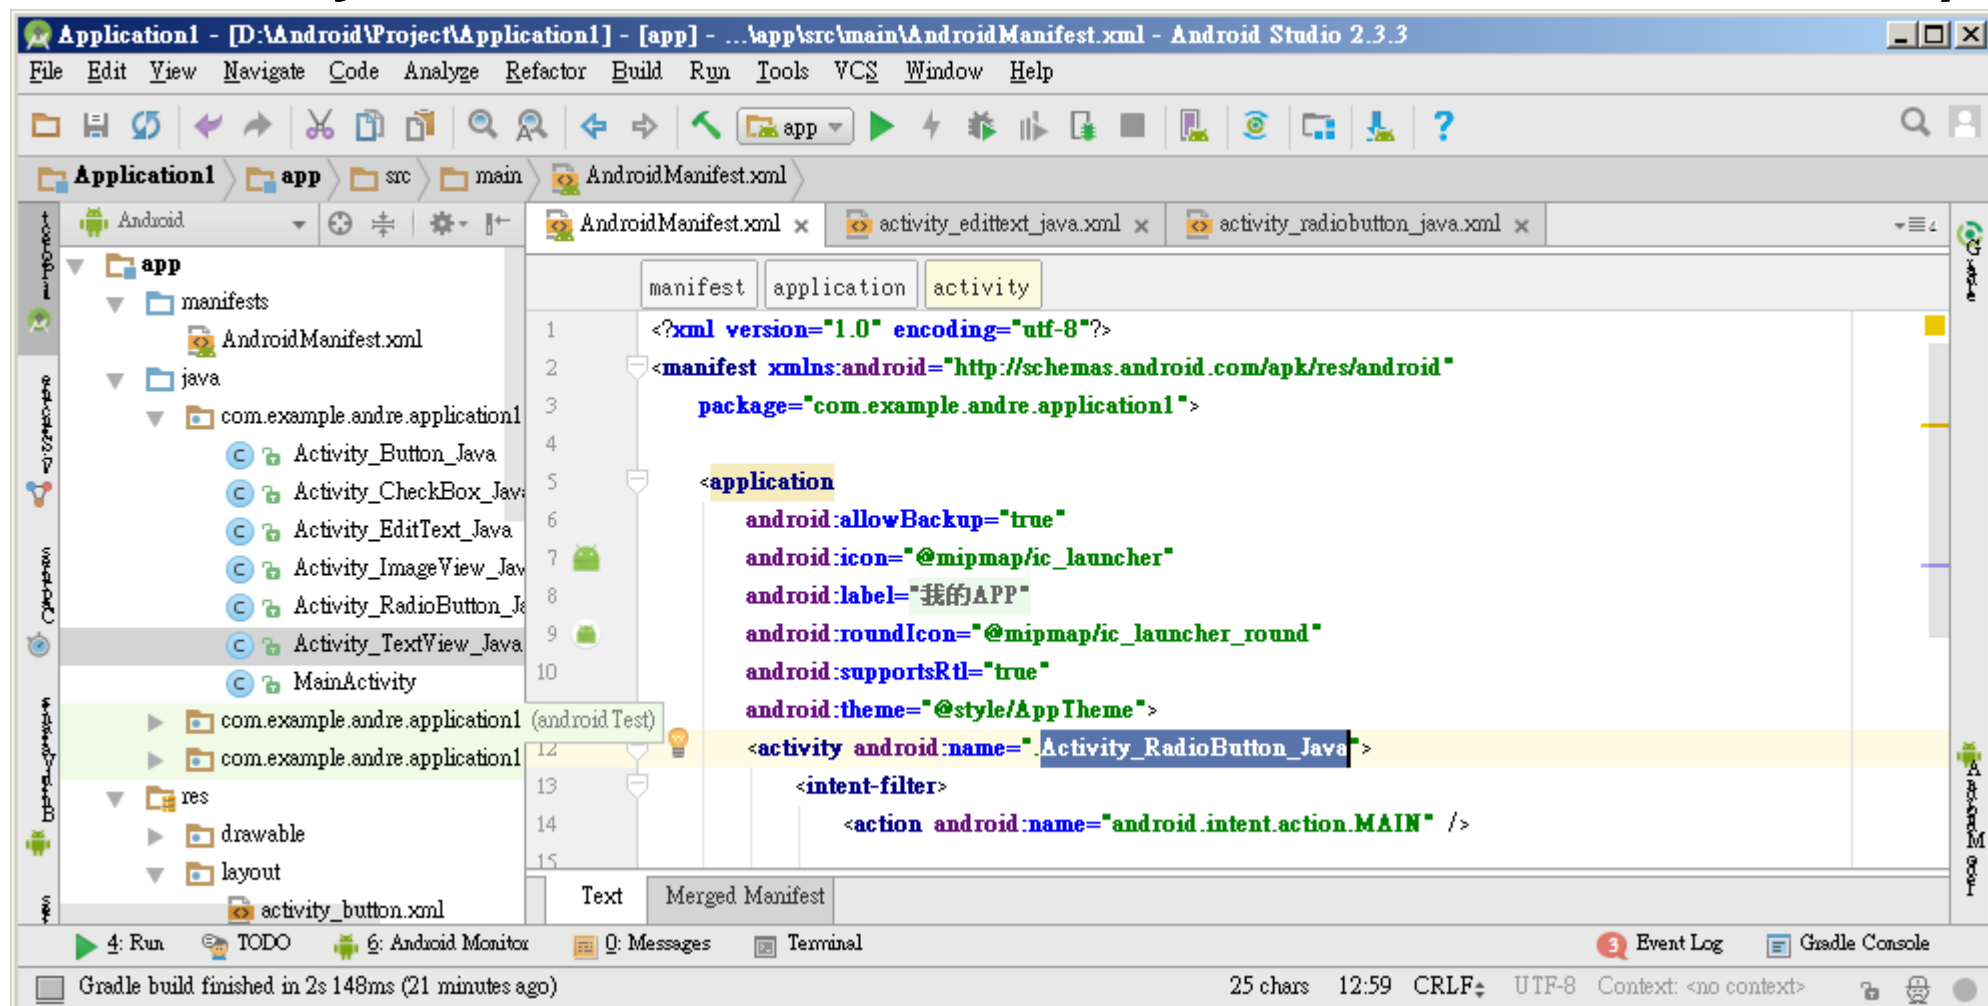 Application1 - [D:\Android\Project\Application1] - [app] - ...\app\src\main\AndroidManifest.xml - Android Studio 2.3.3
File Edit View Navigate Code Analyze Refactor Build Run Tools VCS Window Help
app
Application1 app src main AndroidManifest.xml
Android
AndroidManifest.xml activity_edittext_java.xml activity_radiobutton_java.xml
app
manifests
AndroidManifest.xml
java
com.example.andre.application1
Activity_Button_Java
Activity_CheckBox_Jav
Activity_EditText_Java
Activity_ImageView_Jav
Activity_RadioButton_Ja
Activity_TextView_Java
MainActivity
com.example.andre.application1 (androidTest)
com.example.andre.application1
res
drawable
layout
activity_button.xml
manifest application activity
1 <?xml version="1.0" encoding="utf-8"?>
2 <manifest xmlns:android="http://schemas.android.com/apk/res/android"
3 package="com.example.andre.application1">
4
5 <application
6 android:allowBackup="true"
7 android:icon="@mipmap/ic_launcher"
8 android:label="我的APP"
9 android:roundIcon="@mipmap/ic_launcher_round"
10 android:supportsRtl="true"
android:theme="@style/AppTheme">
12 <activity android:name=".Activity_RadioButton_Java">
13 <intent-filter>
14 <action android:name="android.intent.action.MAIN" />
15
Text Merged Manifest
4: Run TODO 6: Android Monitor 0: Messages Terminal 3 Event Log Gradle Console
Gradle build finished in 2s 148ms (21 minutes ago) 25 chars 12:59 CRLF UTF-8 Context: <no context>